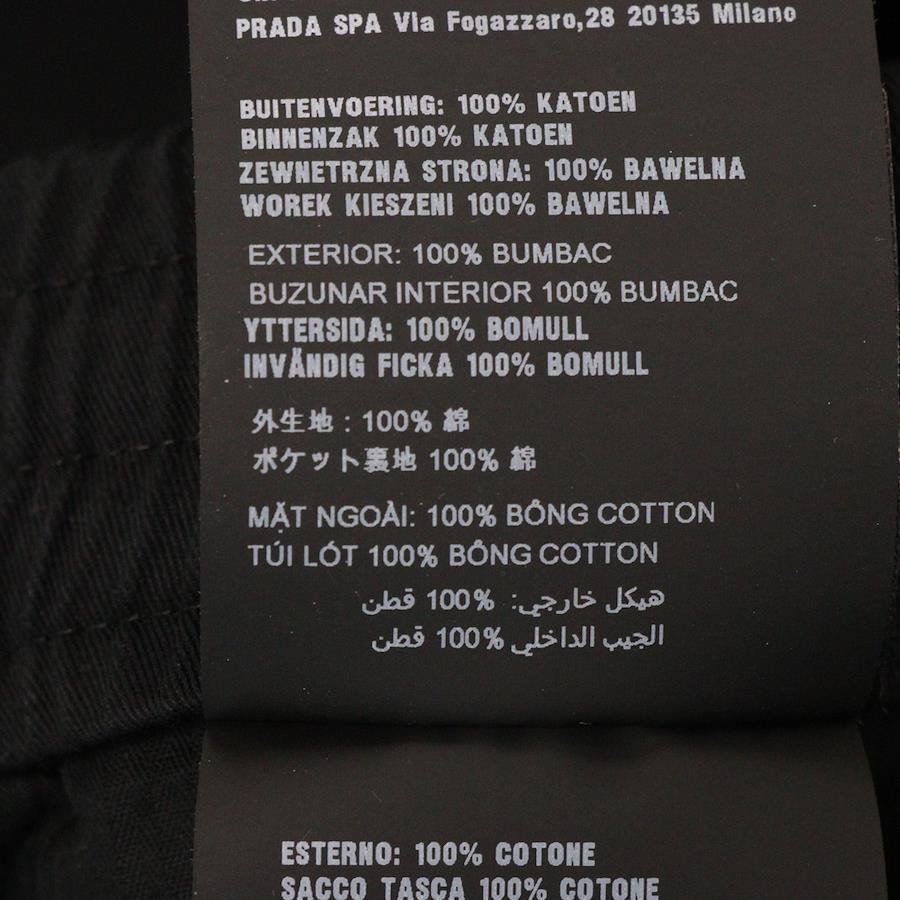 PRADA SPA Via Fogazzaro,28 20135 Milano
BUITENVOERING: 100% KATOEN
BINNENZAK 100% KATOEN
ZEWNETRZNA STRONA: 100% BAWELNA
WOREK KIESZENI 100% BAWELNA
EXTERIOR: 100% BUMBAC
BUZUNAR INTERIOR 100% BUMBAC
YTTERSIDA: 100% BOMULL
INVÄNDIG FICKA 100% BOMULL
外生地 : 100% 綿
ポケット裏地 100% 綿
MẶT NGOÀI: 100% BÔNG COTTON
TÚI LÓT 100% BÔNG COTTON
هيكل خارجي: 100% قطن
الجيب الداخلي 100% قطن
ESTERNO: 100% COTONE
SACCO TASCA 100% COTONE